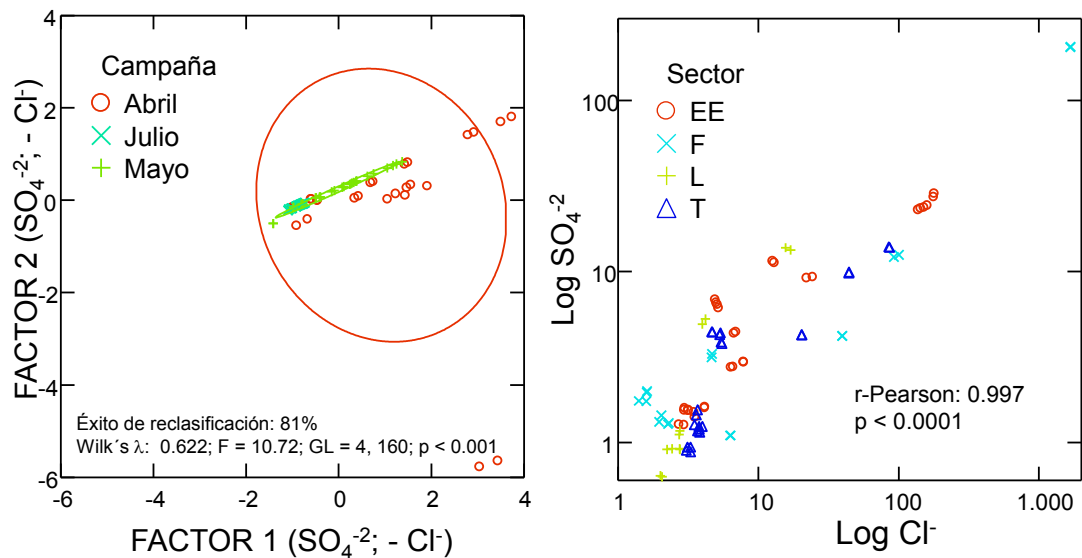 4
2
0
-2
-4
-6
-6
-4
-2
0
2
4
FACTOR 2 (SO₄⁻²; - Cl⁻)
FACTOR 1 (SO₄⁻²; - Cl⁻)
Campaña
Abril
Julio
Mayo
Éxito de reclasificación: 81%
Wilk´s λ: 0.622; F = 10.72; GL = 4, 160; p < 0.001
100
10
1
1
10
100
1.000
Log SO₄⁻²
Log Cl⁻
Sector
EE
F
L
T
r-Pearson: 0.997
p < 0.0001